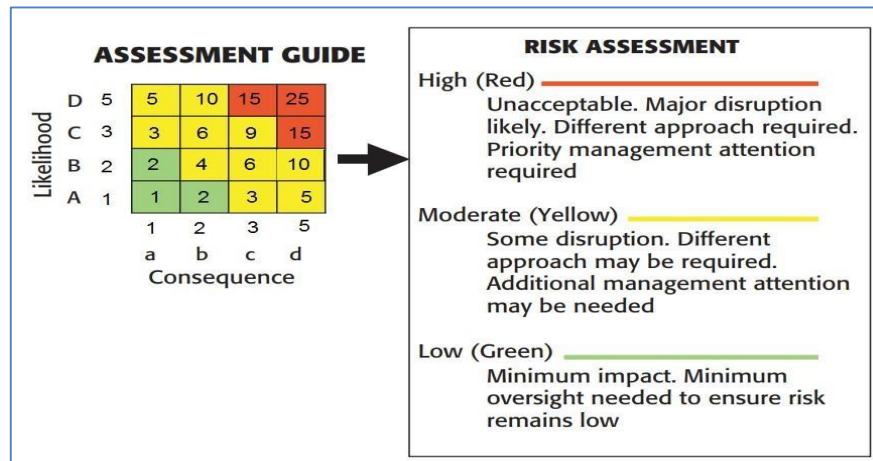 ASSESSMENT GUIDE
Likelihood
D 5 5 10 15 25
C 3 3 6 9 15
B 2 2 4 6 10
A 1 1 2 3 5
1 2 3 5
a b c d
Consequence
RISK ASSESSMENT
High (Red)
Unacceptable. Major disruption
likely. Different approach required.
Priority management attention
required
Moderate (Yellow)
Some disruption. Different
approach may be required.
Additional management attention
may be needed
Low (Green)
Minimum impact. Minimum
oversight needed to ensure risk
remains low